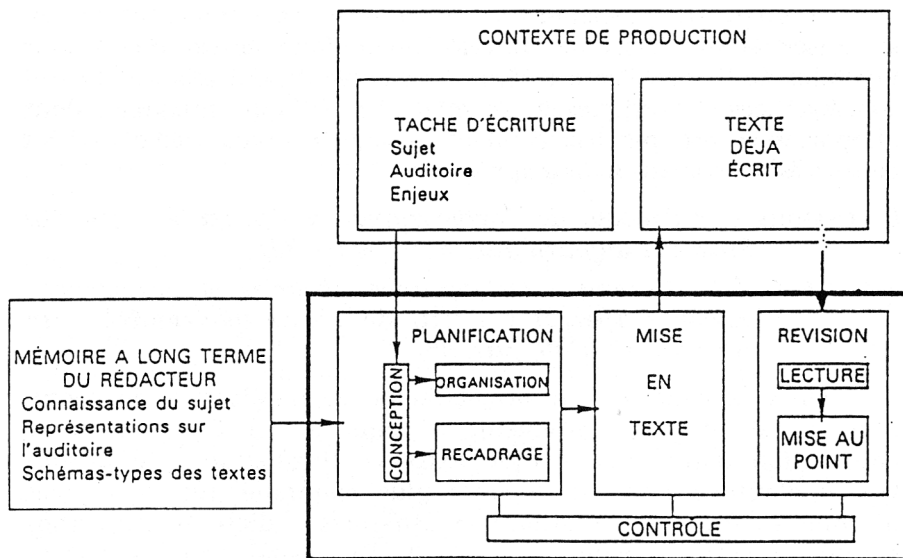 CONTEXTE DE PRODUCTION
TACHE D'ÉCRITURE
Sujet
Auditoire
Enjeux
TEXTE
DÉJA
ÉCRIT
MÉMOIRE A LONG TERME
DU RÉDACTEUR
Connaissance du sujet
Représentations sur
l'auditoire
Schémas-types des textes
PLANIFICATION
CONCEPTION
ORGANISATION
RECADRAGE
MISE
EN
TEXTE
REVISION
LECTURE
MISE AU
POINT
CONTRÔLE